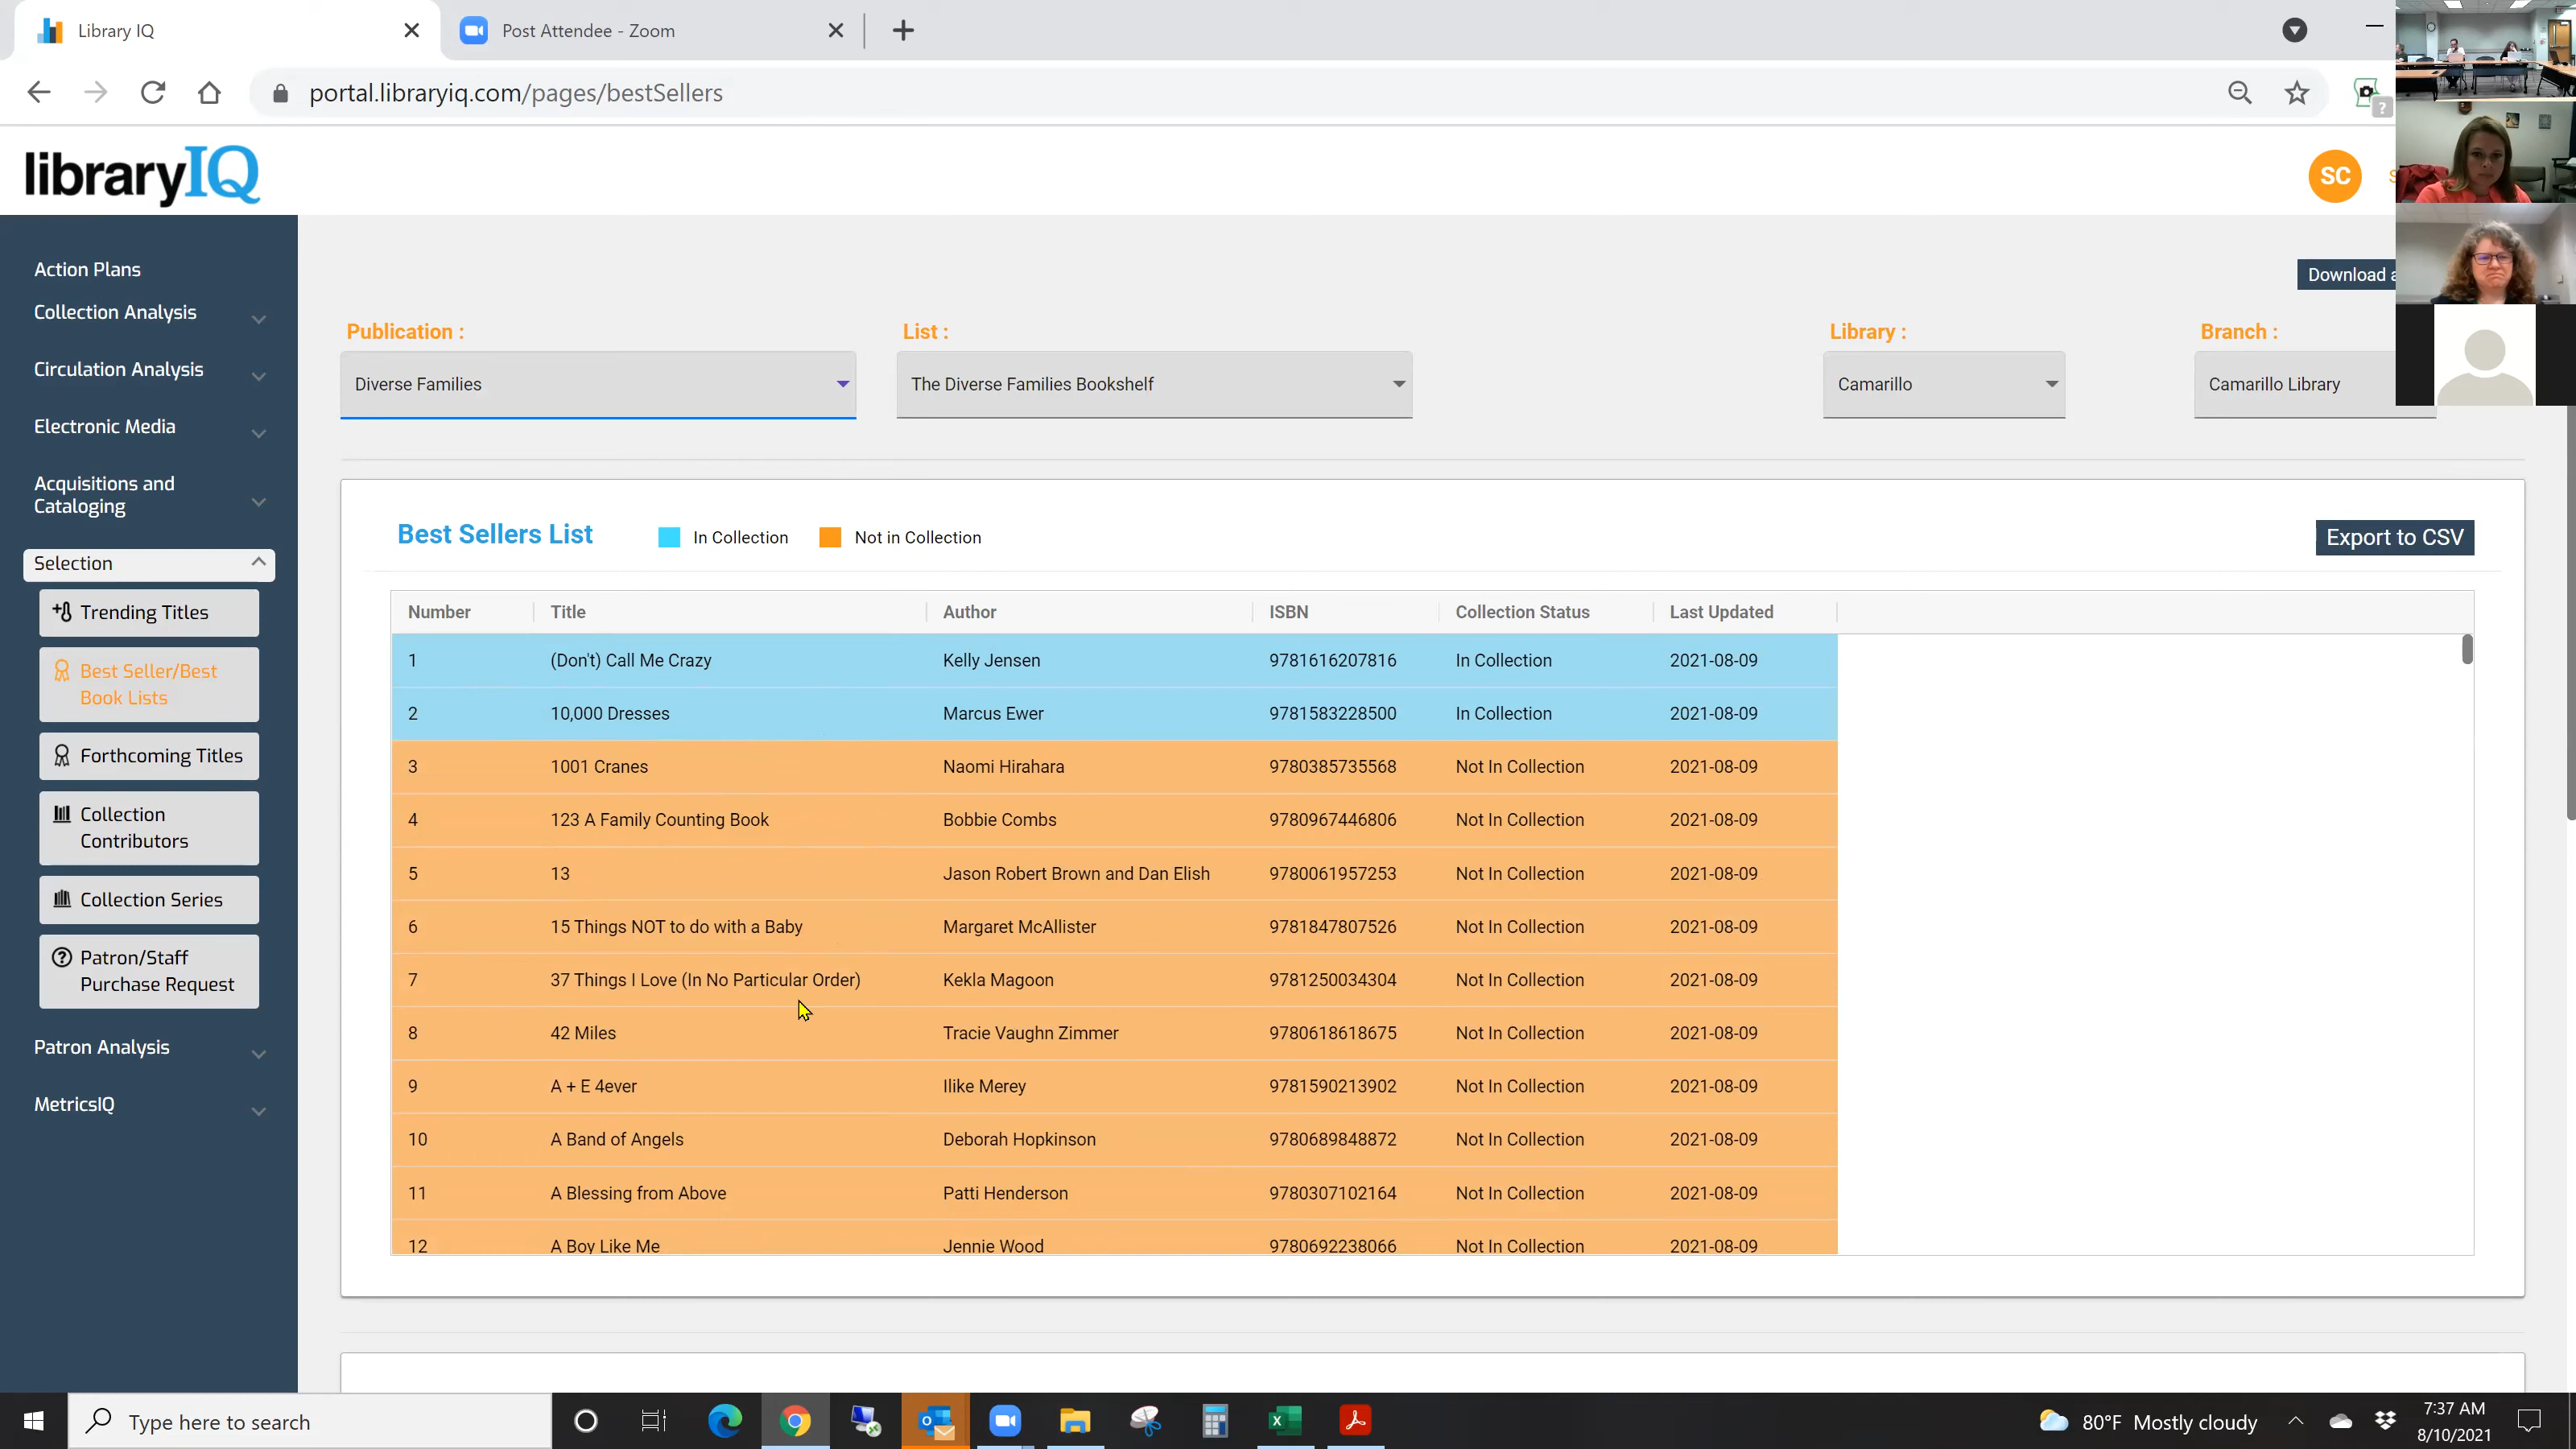 Library IQ
Post Attendee - Zoom
portal.libraryiq.com/pages/bestSellers
libraryIQ
SC
Action Plans
Collection Analysis
Circulation Analysis
Electronic Media
Acquisitions and
Cataloging
Selection
Trending Titles
Best Seller/Best
Book Lists
Forthcoming Titles
Collection
Contributors
Collection Series
Patron/Staff
Purchase Request
Patron Analysis
MetricsIQ
Download
Publication : List : Library : Branch :
Diverse Families The Diverse Families Bookshelf Camarillo Camarillo Library
Best Sellers List In Collection Not in Collection Export to CSV
Number Title Author ISBN Collection Status Last Updated
1 (Don't) Call Me Crazy Kelly Jensen 9781616207816 In Collection 2021-08-09
2 10,000 Dresses Marcus Ewer 9781583228500 In Collection 2021-08-09
3 1001 Cranes Naomi Hirahara 9780385735568 Not In Collection 2021-08-09
4 123 A Family Counting Book Bobbie Combs 9780967446806 Not In Collection 2021-08-09
5 13 Jason Robert Brown and Dan Elish 9780061957253 Not In Collection 2021-08-09
6 15 Things NOT to do with a Baby Margaret McAllister 9781847807526 Not In Collection 2021-08-09
7 37 Things I Love (In No Particular Order) Kekla Magoon 9781250034304 Not In Collection 2021-08-09
8 42 Miles Tracie Vaughn Zimmer 9780618618675 Not In Collection 2021-08-09
9 A + E 4ever Ilike Merey 9781590213902 Not In Collection 2021-08-09
10 A Band of Angels Deborah Hopkinson 9780689848872 Not In Collection 2021-08-09
11 A Blessing from Above Patti Henderson 9780307102164 Not In Collection 2021-08-09
12 A Boy Like Me Jennie Wood 9780692238066 Not In Collection 2021-08-09
Type here to search
80°F Mostly cloudy
7:37 AM
8/10/2021